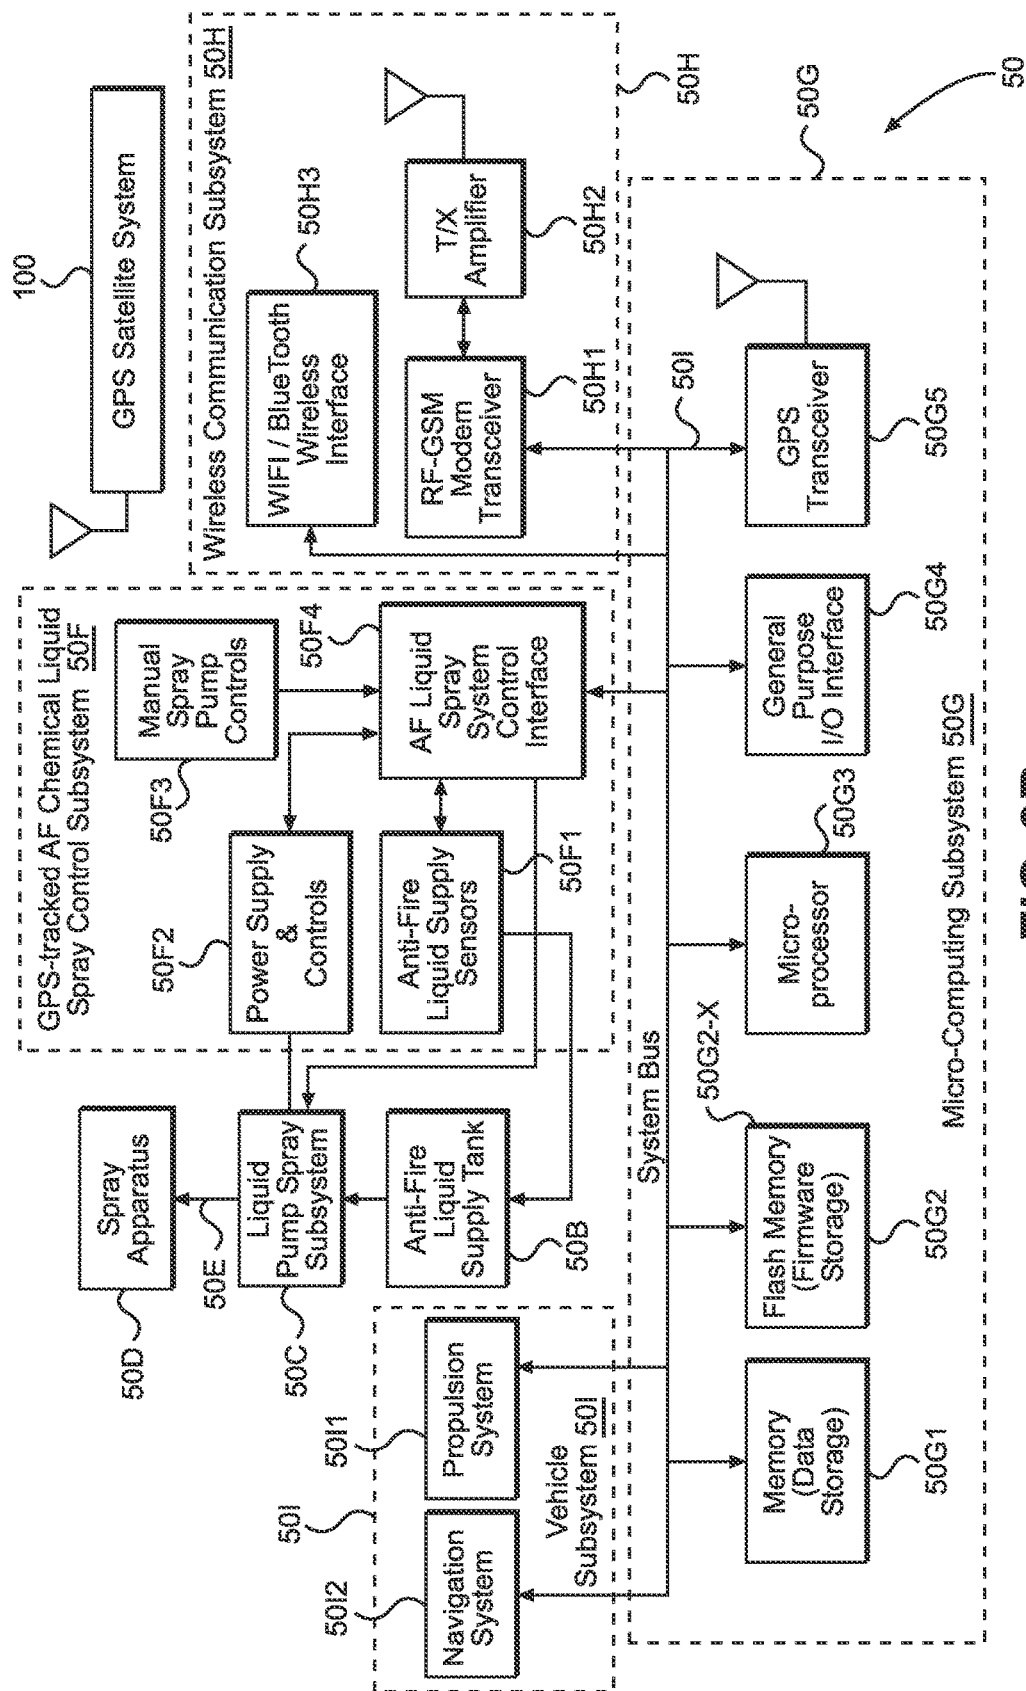 100
GPS Satellite System
Wireless Communication Subsystem 50H
WIFI / BlueTooth
Wireless
Interface
50H3
RF-GSM
Modem
Transceiver
50H1
T/X
Amplifier
50H2
50H
GPS-tracked AF Chemical Liquid
Spray Control Subsystem 50F
Manual
Spray
Pump
Controls
50F3
50F4
AF Liquid
Spray
System
Control
Interface
50F2
Power Supply
&
Controls
Anti-Fire
Liquid Supply
Sensors
50F1
50D
Spray
Apparatus
50E
50C
Liquid
Pump Spray
Subsystem
Anti-Fire
Liquid
Supply Tank
50B
50I
50I1
Propulsion
System
50I2
Navigation
System
Vehicle
Subsystem 50I
System Bus
50I
50G
50
Memory
(Data
Storage)
50G1
50G2-X
Flash Memory
(Firmware
Storage)
50G2
Micro-
processor
50G3
General
Purpose
I/O Interface
50G4
GPS
Transceiver
50G5
Micro-Computing Subsystem 50G